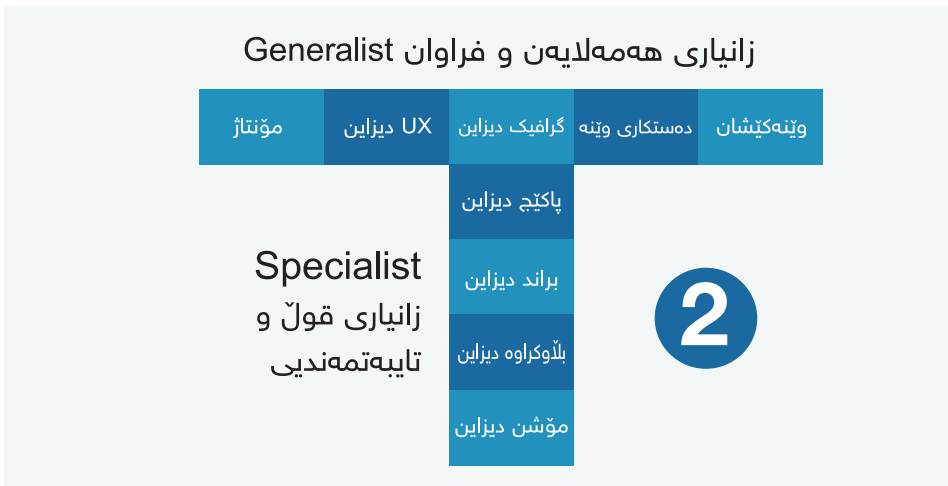 زانیاری هەمەلایەن و فراوان Generalist
وێنەکێشان
دەستکاری وێنە
گرافیک دیزاین
UX دیزاین
مۆنتاژ
پاکێج دیزاین
براند دیزاین
بڵاوکراوە دیزاین
مۆشن دیزاین
Specialist
زانیاری قوڵ و
تایبەتمەندیی
2